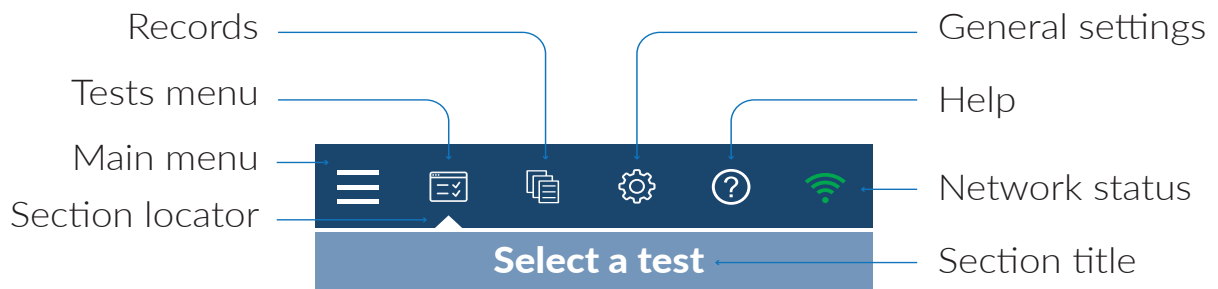 Records
Tests menu
Main menu
Section locator
General settings
Help
Network status
Section title
?
Select a test